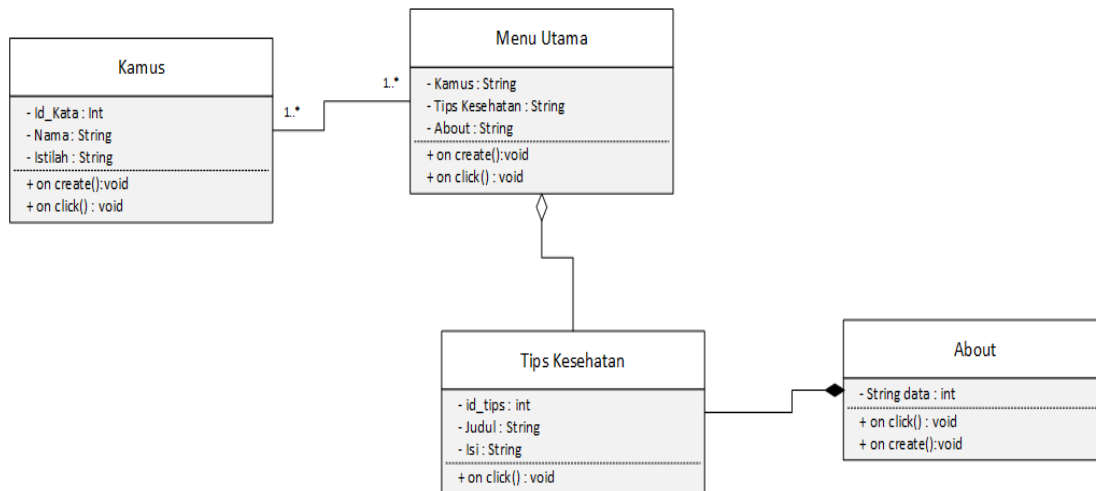 Kamus
- Id_Kata : Int
- Nama : String
- Istilah : String
+ on create():void
+ on click() : void
1..*
1..*
Menu Utama
- Kamus : String
- Tips Kesehatan : String
- About : String
+ on create():void
+ on click() : void
Tips Kesehatan
- id_tips : int
- Judul : String
- Isi : String
+ on click() : void
About
- String data : int
+ on click() : void
+ on create():void